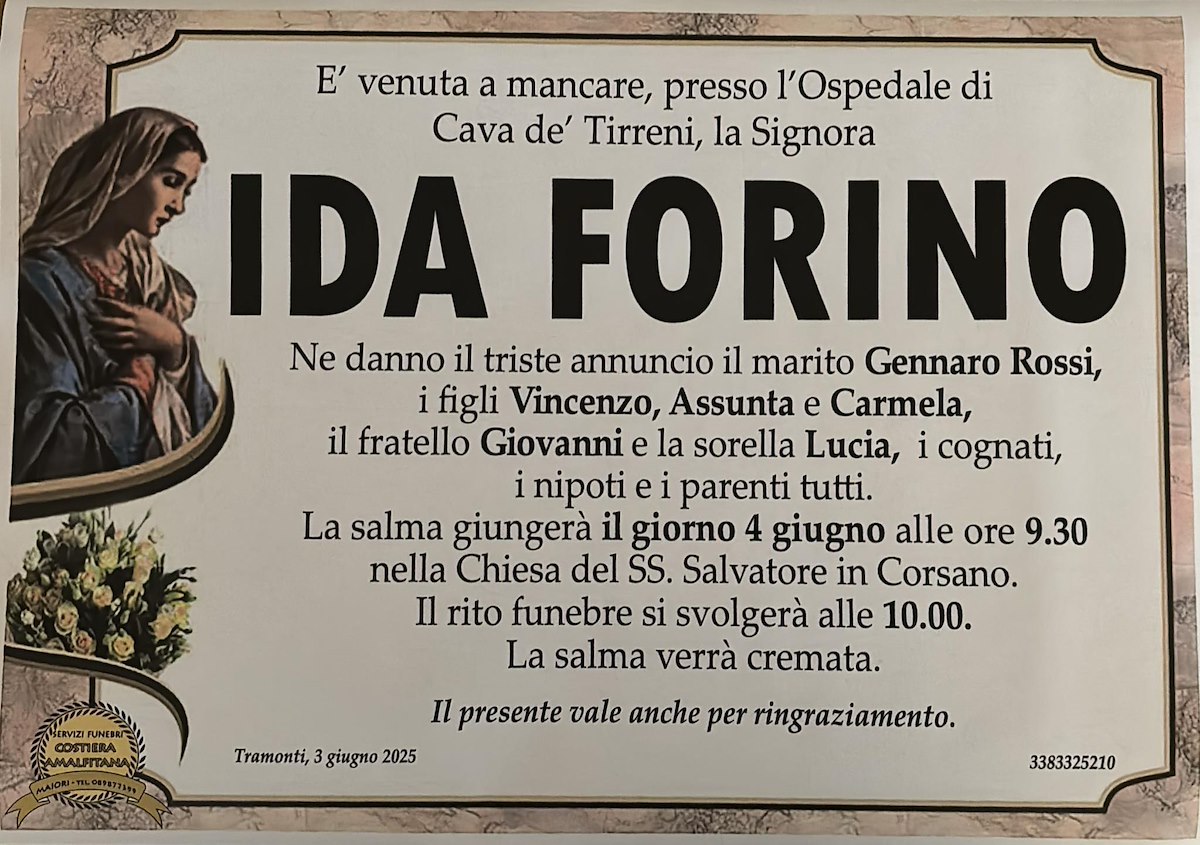 E’ venuta a mancare, presso l’Ospedale di
Cava de’ Tirreni, la Signora
IDA FORINO
Ne danno il triste annuncio il marito Gennaro Rossi,
i figli Vincenzo, Assunta e Carmela,
il fratello Giovanni e la sorella Lucia, i cognati,
i nipoti e i parenti tutti.
La salma giungerà il giorno 4 giugno alle ore 9.30
nella Chiesa del SS. Salvatore in Corsano.
Il rito funebre si svolgerà alle 10.00.
La salma verrà cremata.
Il presente vale anche per ringraziamento.
Tramonti, 3 giugno 2025
3383325210
SERVIZI FUNEBRI
COSTIERA
AMALFITANA
MAIORI - TEL.